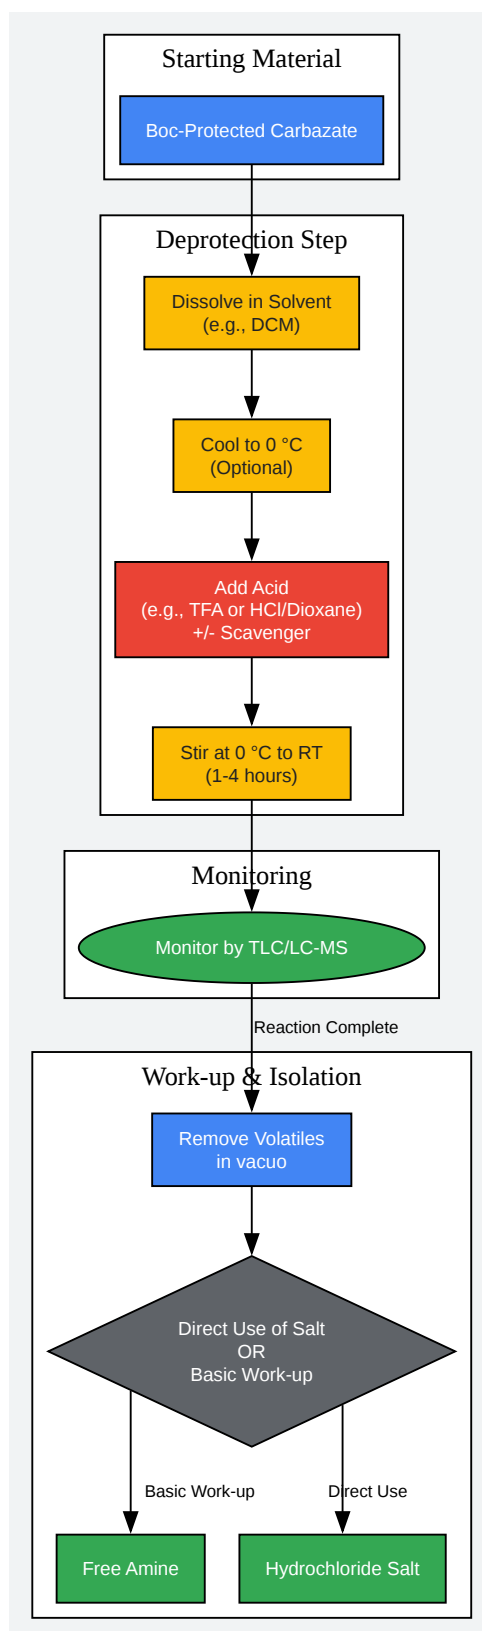 Starting Material
Boc-Protected Carbazate
Deprotection Step
Dissolve in Solvent
(e.g., DCM)
Cool to 0 °C
(Optional)
Add Acid
(e.g., TFA or HCl/Dioxane)
+/- Scavenger
Stir at 0 °C to RT
(1-4 hours)
Monitoring
Monitor by TLC/LC-MS
Reaction Complete
Work-up & Isolation
Remove Volatiles
in vacuo
Direct Use of Salt
OR
Basic Work-up
Basic Work-up
Direct Use
Free Amine
Hydrochloride Salt